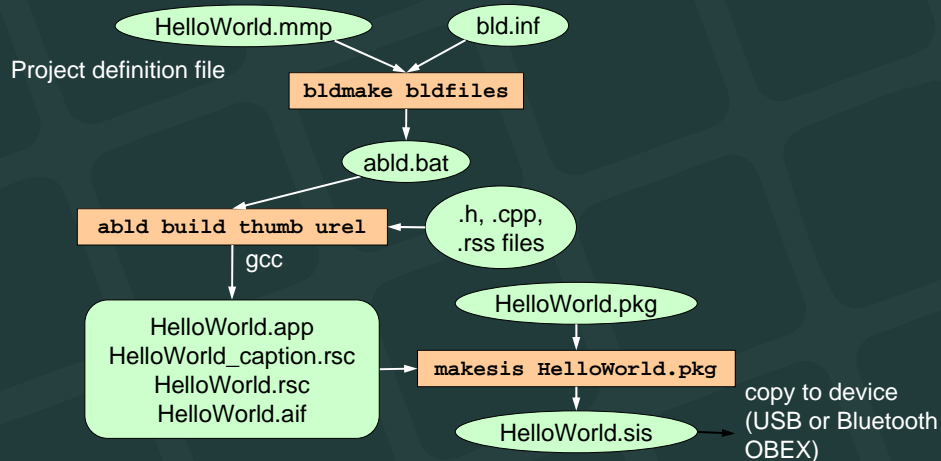 HelloWorld.mmp
bld.inf
Project definition file
bldmake bldfiles
abld.bat
abld build thumb urel
.h, .cpp,
.rss files
gcc
HelloWorld.app
HelloWorld_caption.rsc
HelloWorld.rsc
HelloWorld.aif
HelloWorld.pkg
makesis HelloWorld.pkg
HelloWorld.sis
copy to device
(USB or Bluetooth
OBEX)